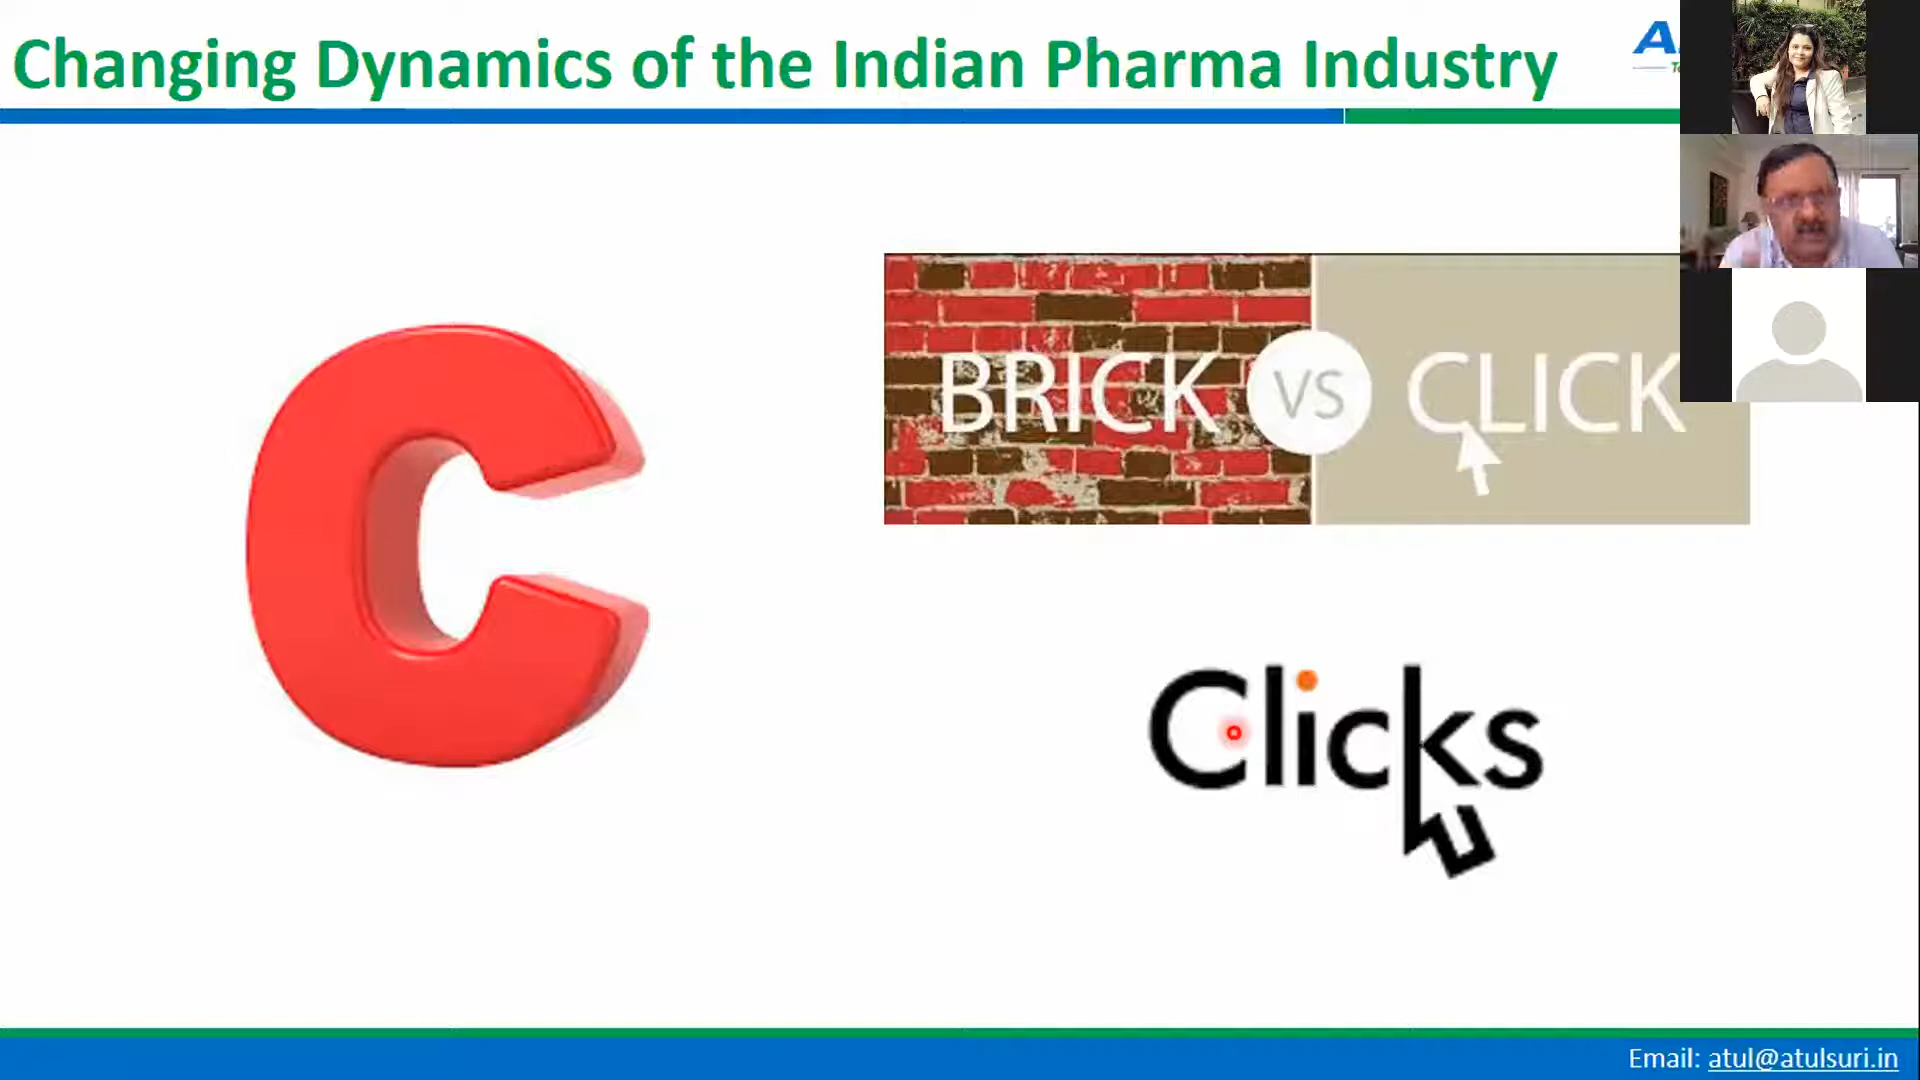 Changing Dynamics of the Indian Pharma Industry
C
BRICK VS CLICK
Clicks
Email: atul@atulsuri.in